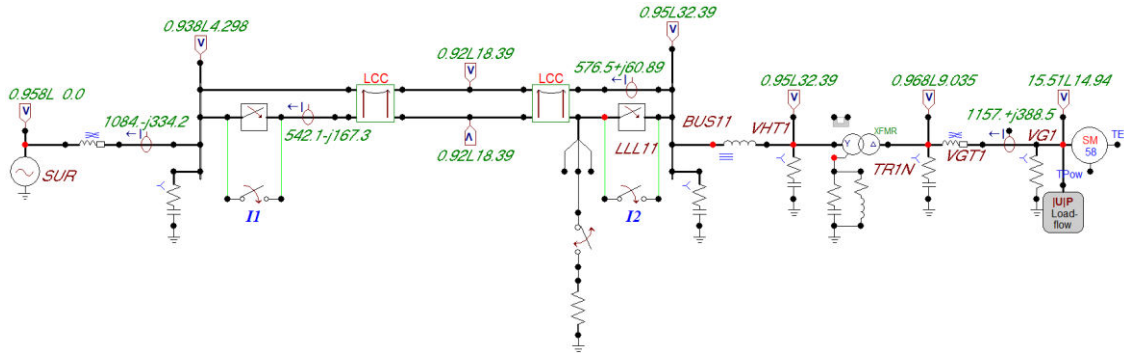 0.938L4.298
0.95L32.39
V
V
0.92L18.39
LCC
V
LCC
576.5+j60.89
0.95L32.39
0.968L9.035
15.51L14.94
0.958L 0.0
V
V
V
V
←I
1084.-j334.2
←I
←I
542.1-j167.3
V
0.92L18.39
BUS11
LLL11
VHT1
XFMR
Y
Δ
TR1N
VGT1
1157.+j388.5
←I
VG1
SM
58
TE
TPow
SUR
I1
I2
|U|P
Load-
flow